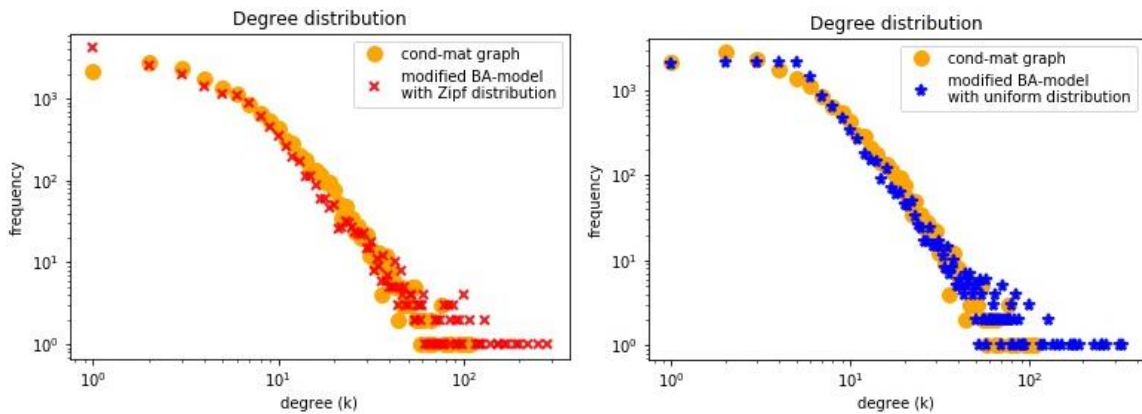 Degree distribution
cond-mat graph
modified BA-model
with Zipf distribution
10³
10²
10¹
10⁰
frequency
10⁰ 10¹ 10²
degree (k)
Degree distribution
cond-mat graph
modified BA-model
with uniform distribution
10³
10²
10¹
10⁰
frequency
10⁰ 10¹ 10²
degree (k)